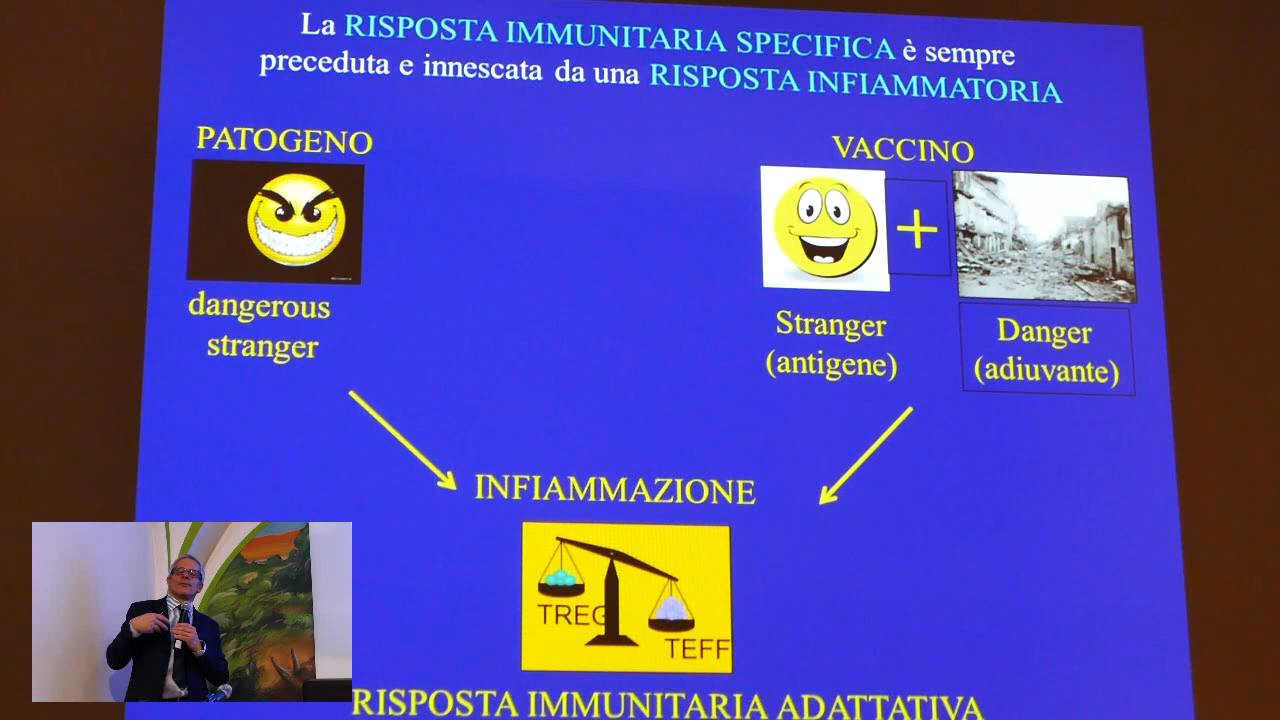 La RISPOSTA IMMUNITARIA SPECIFICA è sempre
preceduta e innescata da una RISPOSTA INFIAMMATORIA
PATOGENO
dangerous
stranger
VACCINO
+
Stranger
(antigene)
Danger
(adiuvante)
INFIAMMAZIONE
TREG
TEFF
RISPOSTA IMMUNITARIA ADATTATIVA